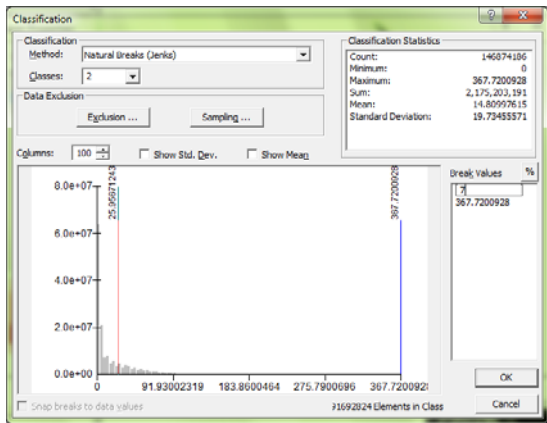 Classification
Classification
Method: Natural Breaks (Jenks)
Classes: 2
Data Exclusion
Exclusion ...
Sampling ...
Classification Statistics
Count: 146874186
Minimum: 0
Maximum: 367.7200928
Sum: 2,175,203,191
Mean: 14.80997615
Standard Deviation: 19.73455571
Columns: 100
Show Std. Dev.
Show Mean
Break Values
%
7
367.7200928
25.95671243
367.7200928
8.0e+07
6.0e+07
4.0e+07
2.0e+07
0.0e+00
0
91.93002319
183.8600464
275.7900696
367.720092
Snap breaks to data values
91692824 Elements in Class
OK
Cancel